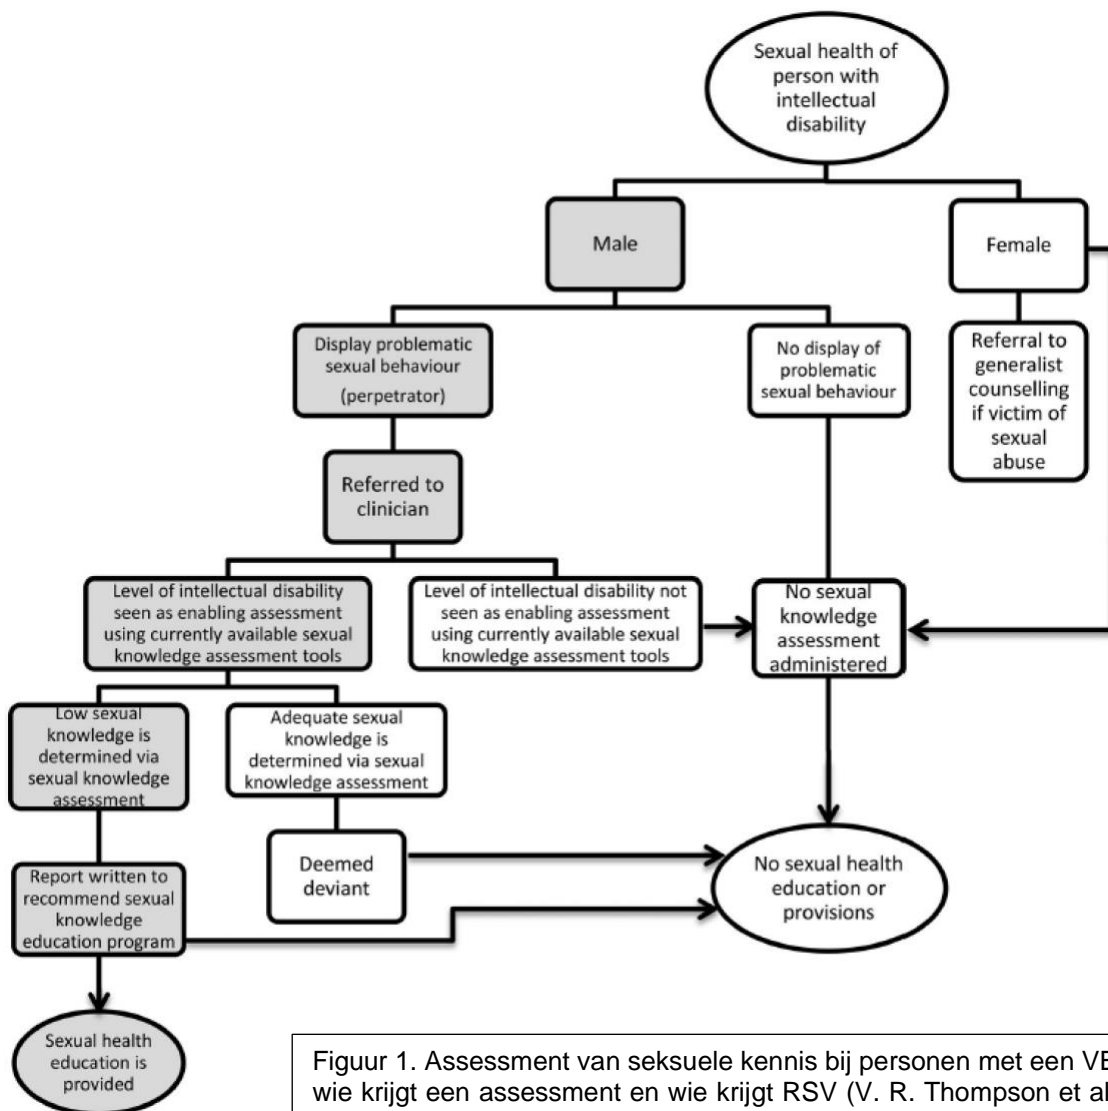 Sexual health of
person with
intellectual
disability
Male
Female
Display problematic
sexual behaviour
(perpetrator)
No display of
problematic
sexual behaviour
Referral to
generalist
counselling
if victim of
sexual
abuse
Referred to
clinician
Level of intellectual disability
seen as enabling assessment
using currently available sexual
knowledge assessment tools
Level of intellectual disability not
seen as enabling assessment
using currently available sexual
knowledge assessment tools
No sexual
knowledge
assessment
administered
Low sexual
knowledge is
determined via
sexual knowledge
assessment
Adequate sexual
knowledge is
determined via sexual
knowledge assessment
Deemed
deviant
No sexual health
education or
provisions
Report written to
recommend sexual
knowledge
education program
Sexual health
education is
provided
Figuur 1. Assessment van seksuele kennis bij personen met een
wie krijgt een assessment en wie krijgt RSV (V. R. Thompson et al